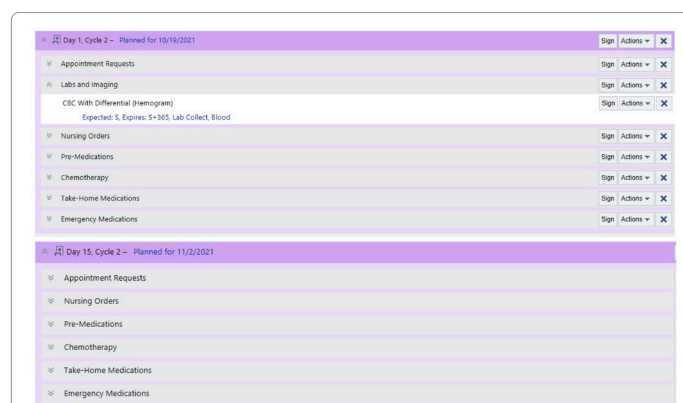 Day 1, Cycle 2 – Planned for 10/19/2021 Sign Actions X
Appointment Requests Sign Actions X
Labs and Imaging Sign Actions X
CBC With Differential (Hemogram) Sign Actions X
Expected: S, Expires: S+365, Lab Collect, Blood
Nursing Orders Sign Actions X
Pre-Medications Sign Actions X
Chemotherapy Sign Actions X
Take-Home Medications Sign Actions X
Emergency Medications Sign Actions X
Day 15, Cycle 2 – Planned for 11/2/2021
Appointment Requests
Nursing Orders
Pre-Medications
Chemotherapy
Take-Home Medications
Emergency Medications